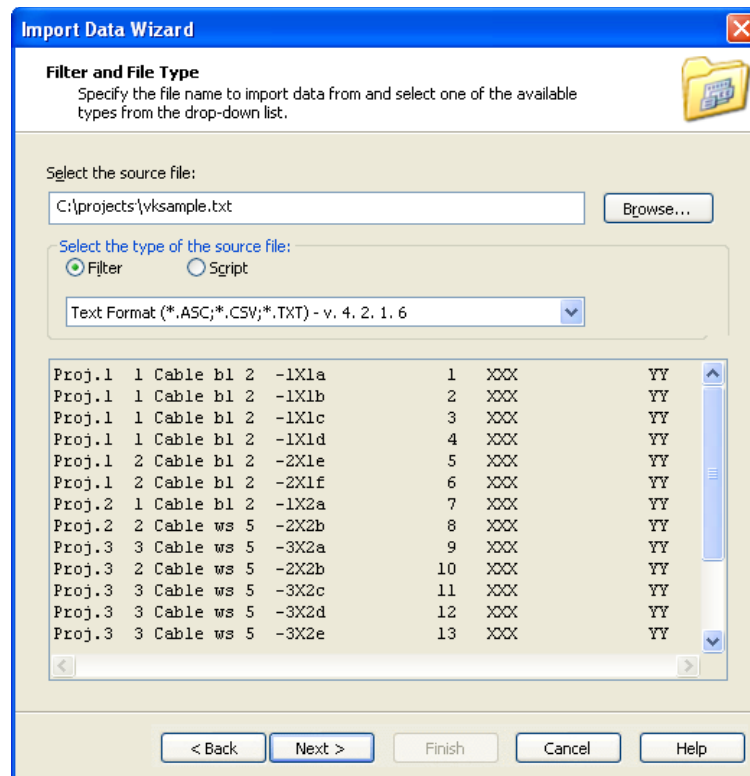 Import Data Wizard
Filter and File Type
Specify the file name to import data from and select one of the available
types from the drop-down list.
Select the source file:
C:\projects'\vksample.txt
Browse...
Select the type of the source file:
Filter Script
Text Format (*.ASC;*.CSV;*.TXT) - v. 4. 2. 1. 6
Proj.1 1 Cable bl 2 -1X1a 1 XXX YY
Proj.1 1 Cable bl 2 -1X1b 2 XXX YY
Proj.1 1 Cable bl 2 -1X1c 3 XXX YY
Proj.1 1 Cable bl 2 -1X1d 4 XXX YY
Proj.1 2 Cable bl 2 -2X1e 5 XXX YY
Proj.1 2 Cable bl 2 -2X1f 6 XXX YY
Proj.2 1 Cable bl 2 -1X2a 7 XXX YY
Proj.2 2 Cable ws 5 -2X2b 8 XXX YY
Proj.3 3 Cable ws 5 -3X2a 9 XXX YY
Proj.3 2 Cable ws 5 -2X2b 10 XXX YY
Proj.3 3 Cable ws 5 -3X2c 11 XXX YY
Proj.3 3 Cable ws 5 -3X2d 12 XXX YY
Proj.3 3 Cable ws 5 -3X2e 13 XXX YY
< Back Next > Finish Cancel Help